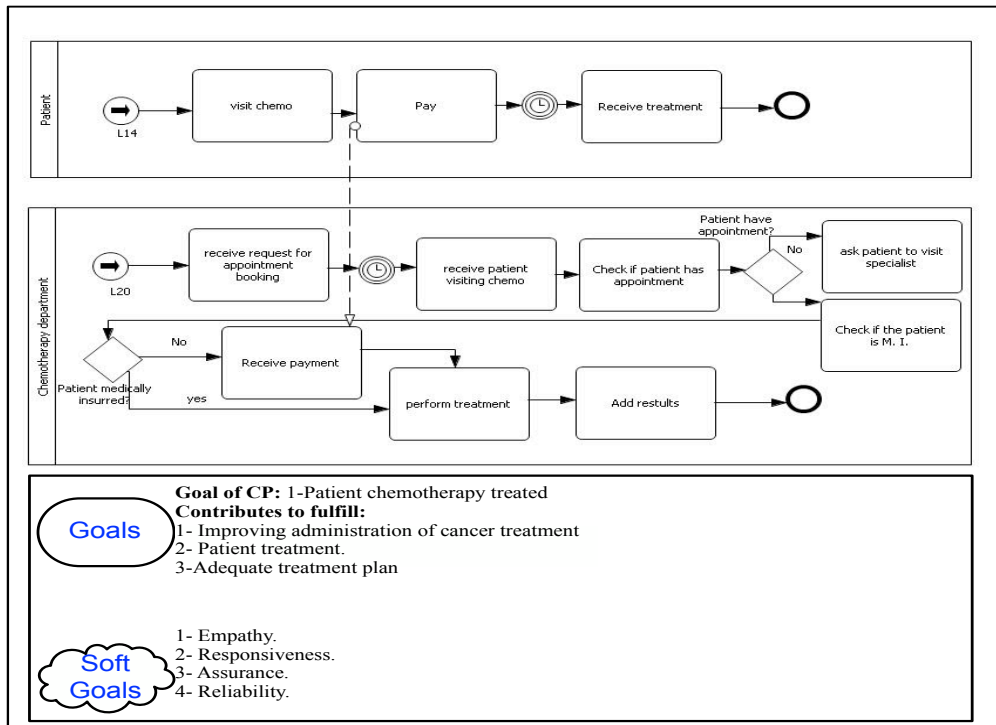 Patient
visit chemo
Pay
Receive treatment
L14
Chemotherapy department
receive request for
appointment
booking
L20
receive patient
visiting chemo
Check if patient has
appointment
Patient have
appointment?
No
ask patient to visit
specialist
Check if the patient
is M. I.
Patient medically
insurred?
No
yes
Receive payment
perform treatment
Add restults
Goals
Goal of CP: 1-Patient chemotherapy treated
Contributes to fulfill:
1- Improving administration of cancer treatment
2- Patient treatment.
3-Adequate treatment plan
Soft
Goals
1- Empathy.
2- Responsiveness.
3- Assurance.
4- Reliability.